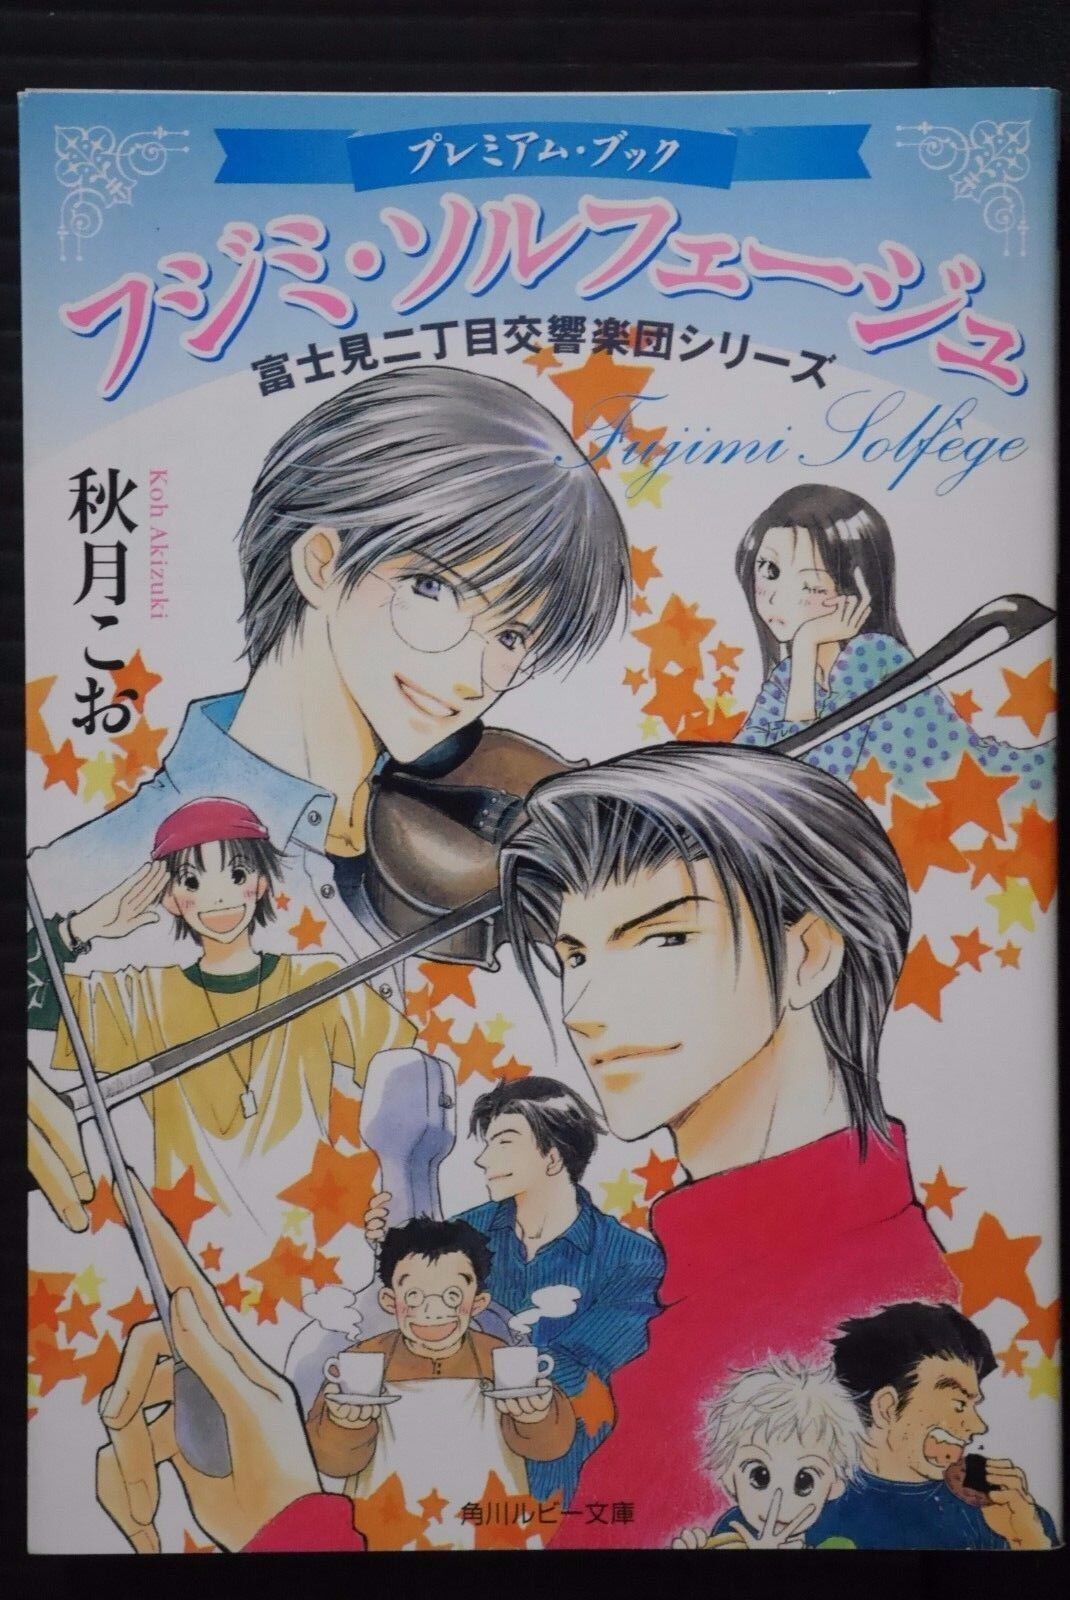 プレミアム・ブック
フジミ・ソルフェージュ
富士見二丁目交響楽団シリーズ
Fujimi Solfège
秋月こお
Koh Akizuki
角川ルビー文庫